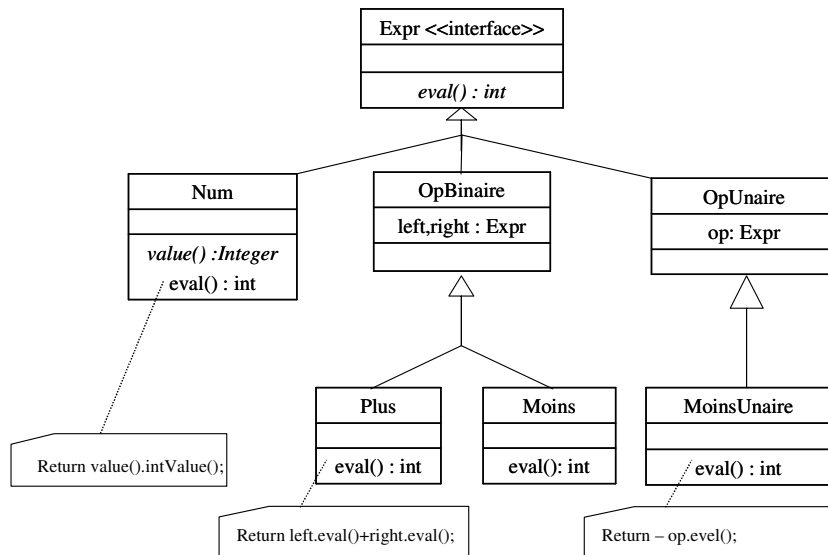 Expr <<interface>>
eval() : int
Num
value() :Integer
eval() : int
OpBinaire
left,right : Expr
OpUnaire
op: Expr
Plus
eval() : int
Moins
eval(): int
MoinsUnaire
eval() : int
Return value().intValue();
Return left.eval()+right.eval();
Return – op.evel();